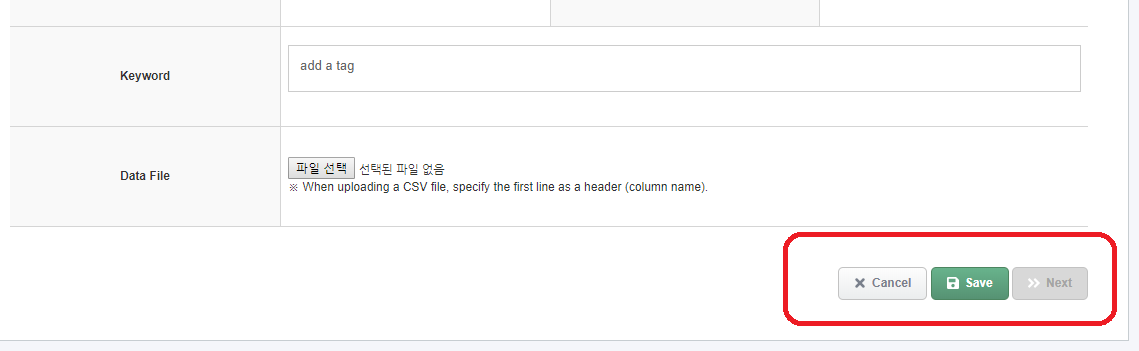 Keyword
add a tag
Data File
파일 선택 선택된 파일 없음
※ When uploading a CSV file, specify the first line as a header (column name).
Cancel Save Next